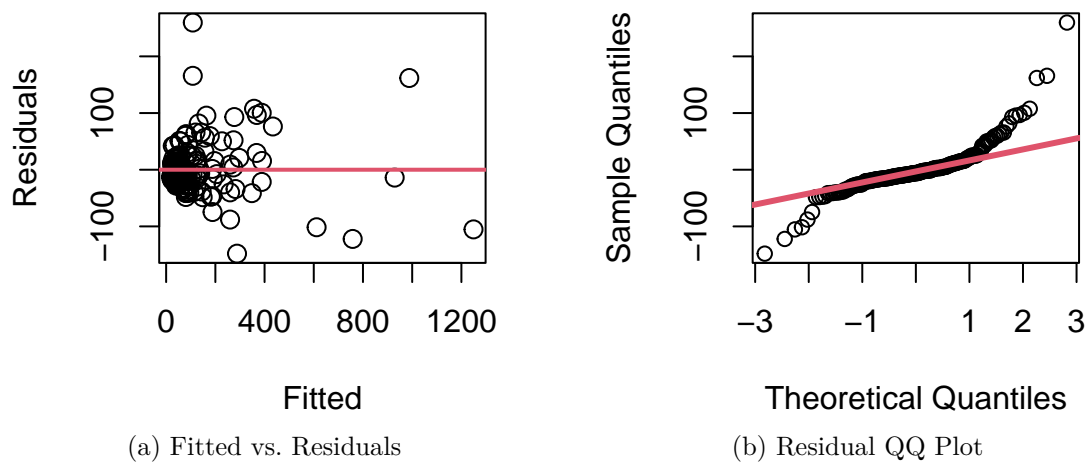 Residuals
100
−100
0
400
800
1200
Fitted
(a) Fitted vs. Residuals
Sample Quantiles
100
−100
−3
−1
1
2
3
Theoretical Quantiles
(b) Residual QQ Plot